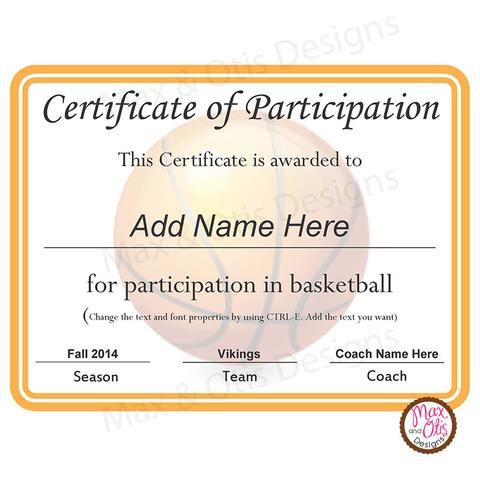 Max & Otis Designs
Certificate of Participation
This Certificate is awarded to
Max & Otis Designs
Add Name Here
for participation in basketball
(Change the text and font properties by using CTRL-E. Add the text you want)
Fall 2014 Vikings Coach Name Here
Season Team Coach
Max & Otis Designs
Max
and
Otis
Designs